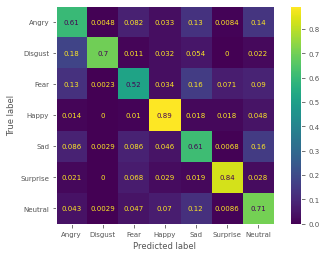 Angry 0.61 0.0048 0.082 0.033 0.13 0.0084 0.14
Disgust 0.18 0.7 0.011 0.032 0.054 0 0.022
Fear 0.13 0.0023 0.52 0.034 0.16 0.071 0.09
Happy 0.014 0 0.01 0.89 0.018 0.018 0.048
Sad 0.086 0.0029 0.086 0.046 0.61 0.0068 0.16
Surprise 0.021 0 0.068 0.029 0.019 0.84 0.028
Neutral 0.043 0.0029 0.047 0.07 0.12 0.0086 0.71
Angry Disgust Fear Happy Sad Surprise Neutral
Predicted label
True label
0.8
0.7
0.6
0.5
0.4
0.3
0.2
0.1
0.0